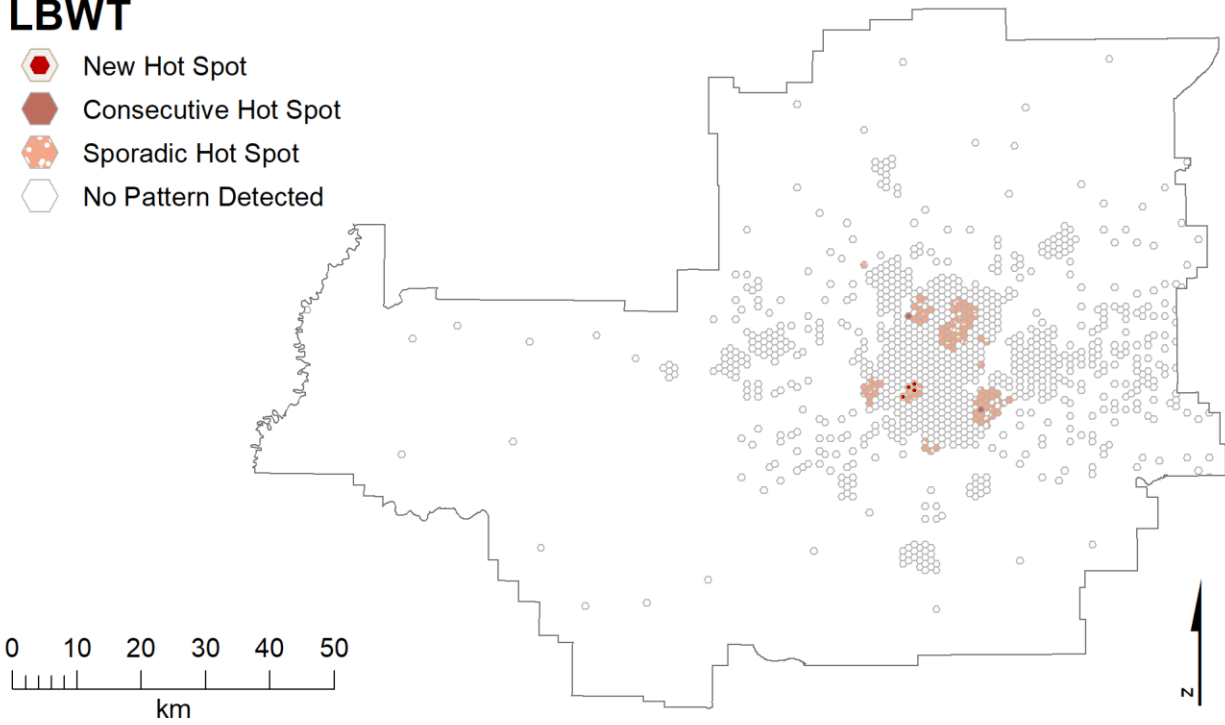 LBWT
New Hot Spot
Consecutive Hot Spot
Sporadic Hot Spot
No Pattern Detected
0 10 20 30 40 50
km
N